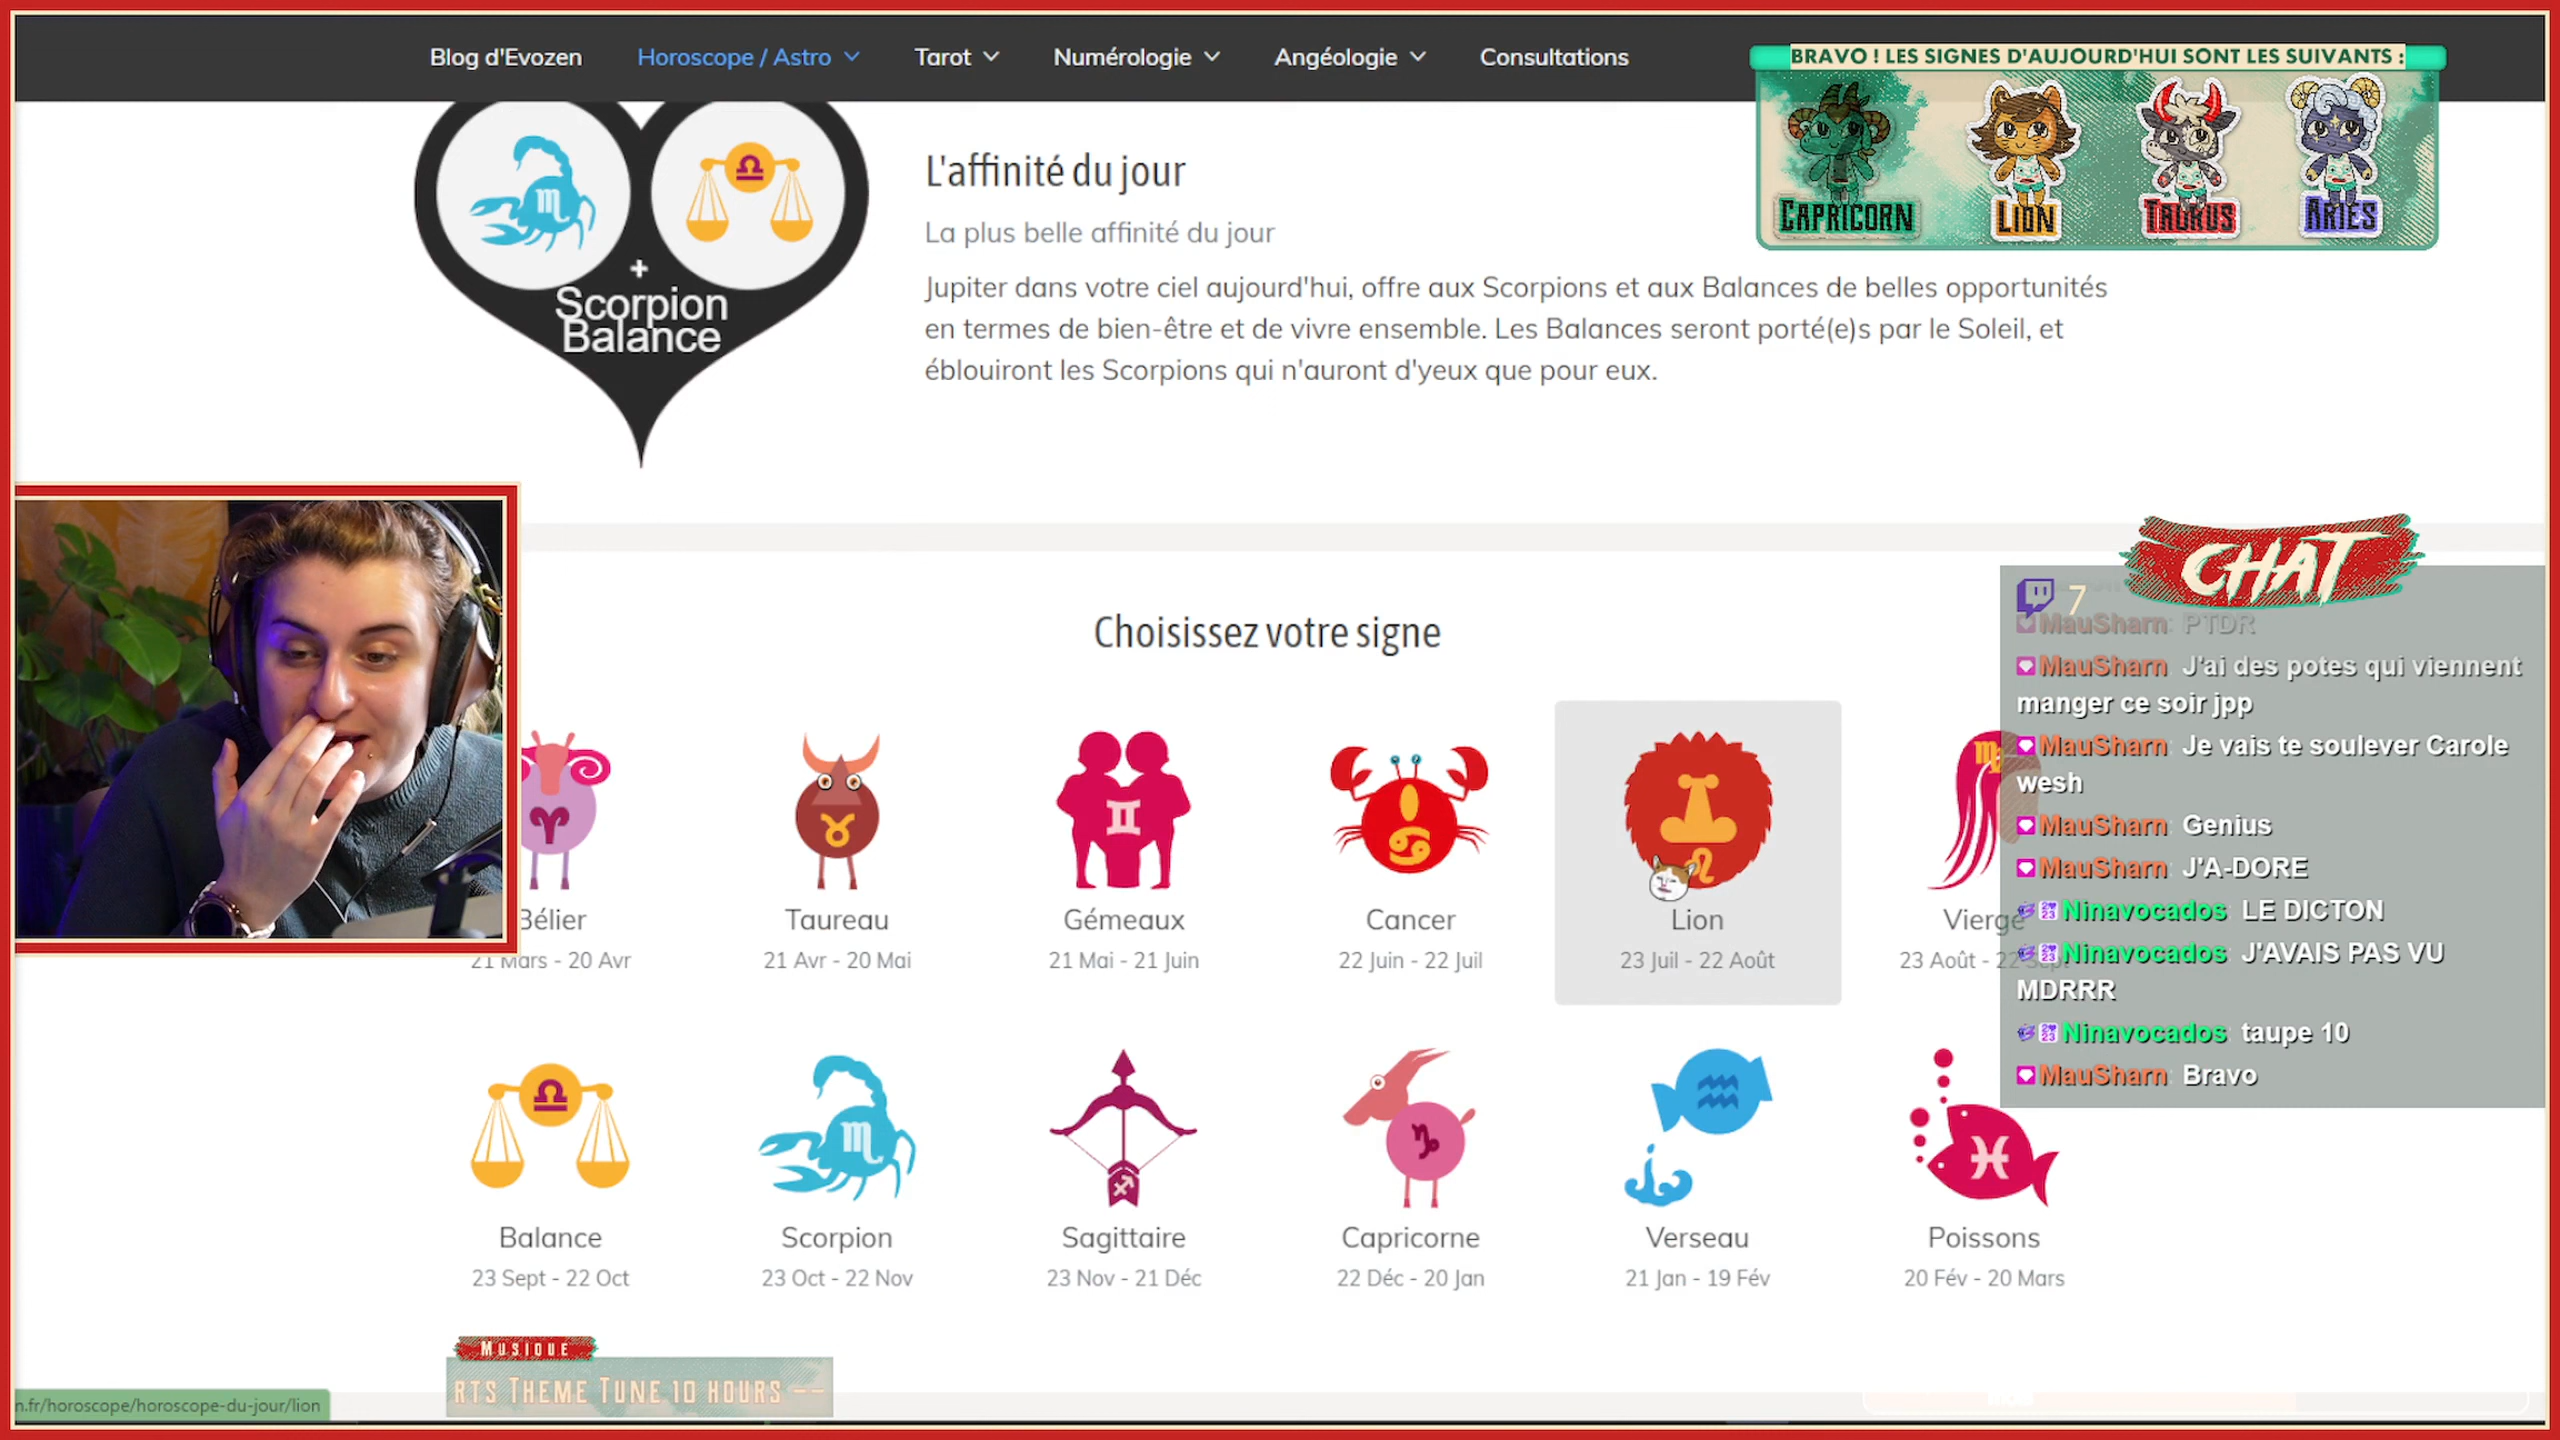 Blog d'Evozen
Horoscope / Astro
Tarot
Numérologie
Angéologie
Consultations
BRAVO ! LES SIGNES D'AUJOURD'HUI SONT LES SUIVANTS :
CAPRICORN
LION
TAURUS
ARIES
L'affinité du jour
La plus belle affinité du jour
Jupiter dans votre ciel aujourd'hui, offre aux Scorpions et aux Balances de belles opportunités
en termes de bien-être et de vivre ensemble. Les Balances seront porté(e)s par le Soleil, et
éblouiront les Scorpions qui n'auront d'yeux que pour eux.
+
Scorpion
Balance
Choisissez votre signe
Bélier
21 Mars - 20 Avr
Taureau
21 Avr - 20 Mai
Gémeaux
21 Mai - 21 Juin
Cancer
22 Juin - 22 Juil
Lion
23 Juil - 22 Août
Vierge
23 Août - 22 Sept
Balance
23 Sept - 22 Oct
Scorpion
23 Oct - 22 Nov
Sagittaire
23 Nov - 21 Déc
Capricorne
22 Déc - 20 Jan
Verseau
21 Jan - 19 Fév
Poissons
20 Fév - 20 Mars
CHAT
7
MauSharn: PTDR
MauSharn: J'ai des potes qui viennent
manger ce soir jpp
MauSharn: Je vais te soulever Carole
wesh
MauSharn: Genius
MauSharn: J'A-DORE
Ninavocados: LE DICTON
Ninavocados: J'AVAIS PAS VU
MDRRR
Ninavocados: taupe 10
MauSharn: Bravo
MUSIQUE
RTS THEME TUNE 10 HOURS --
n.fr/horoscope/horoscope-du-jour/lion